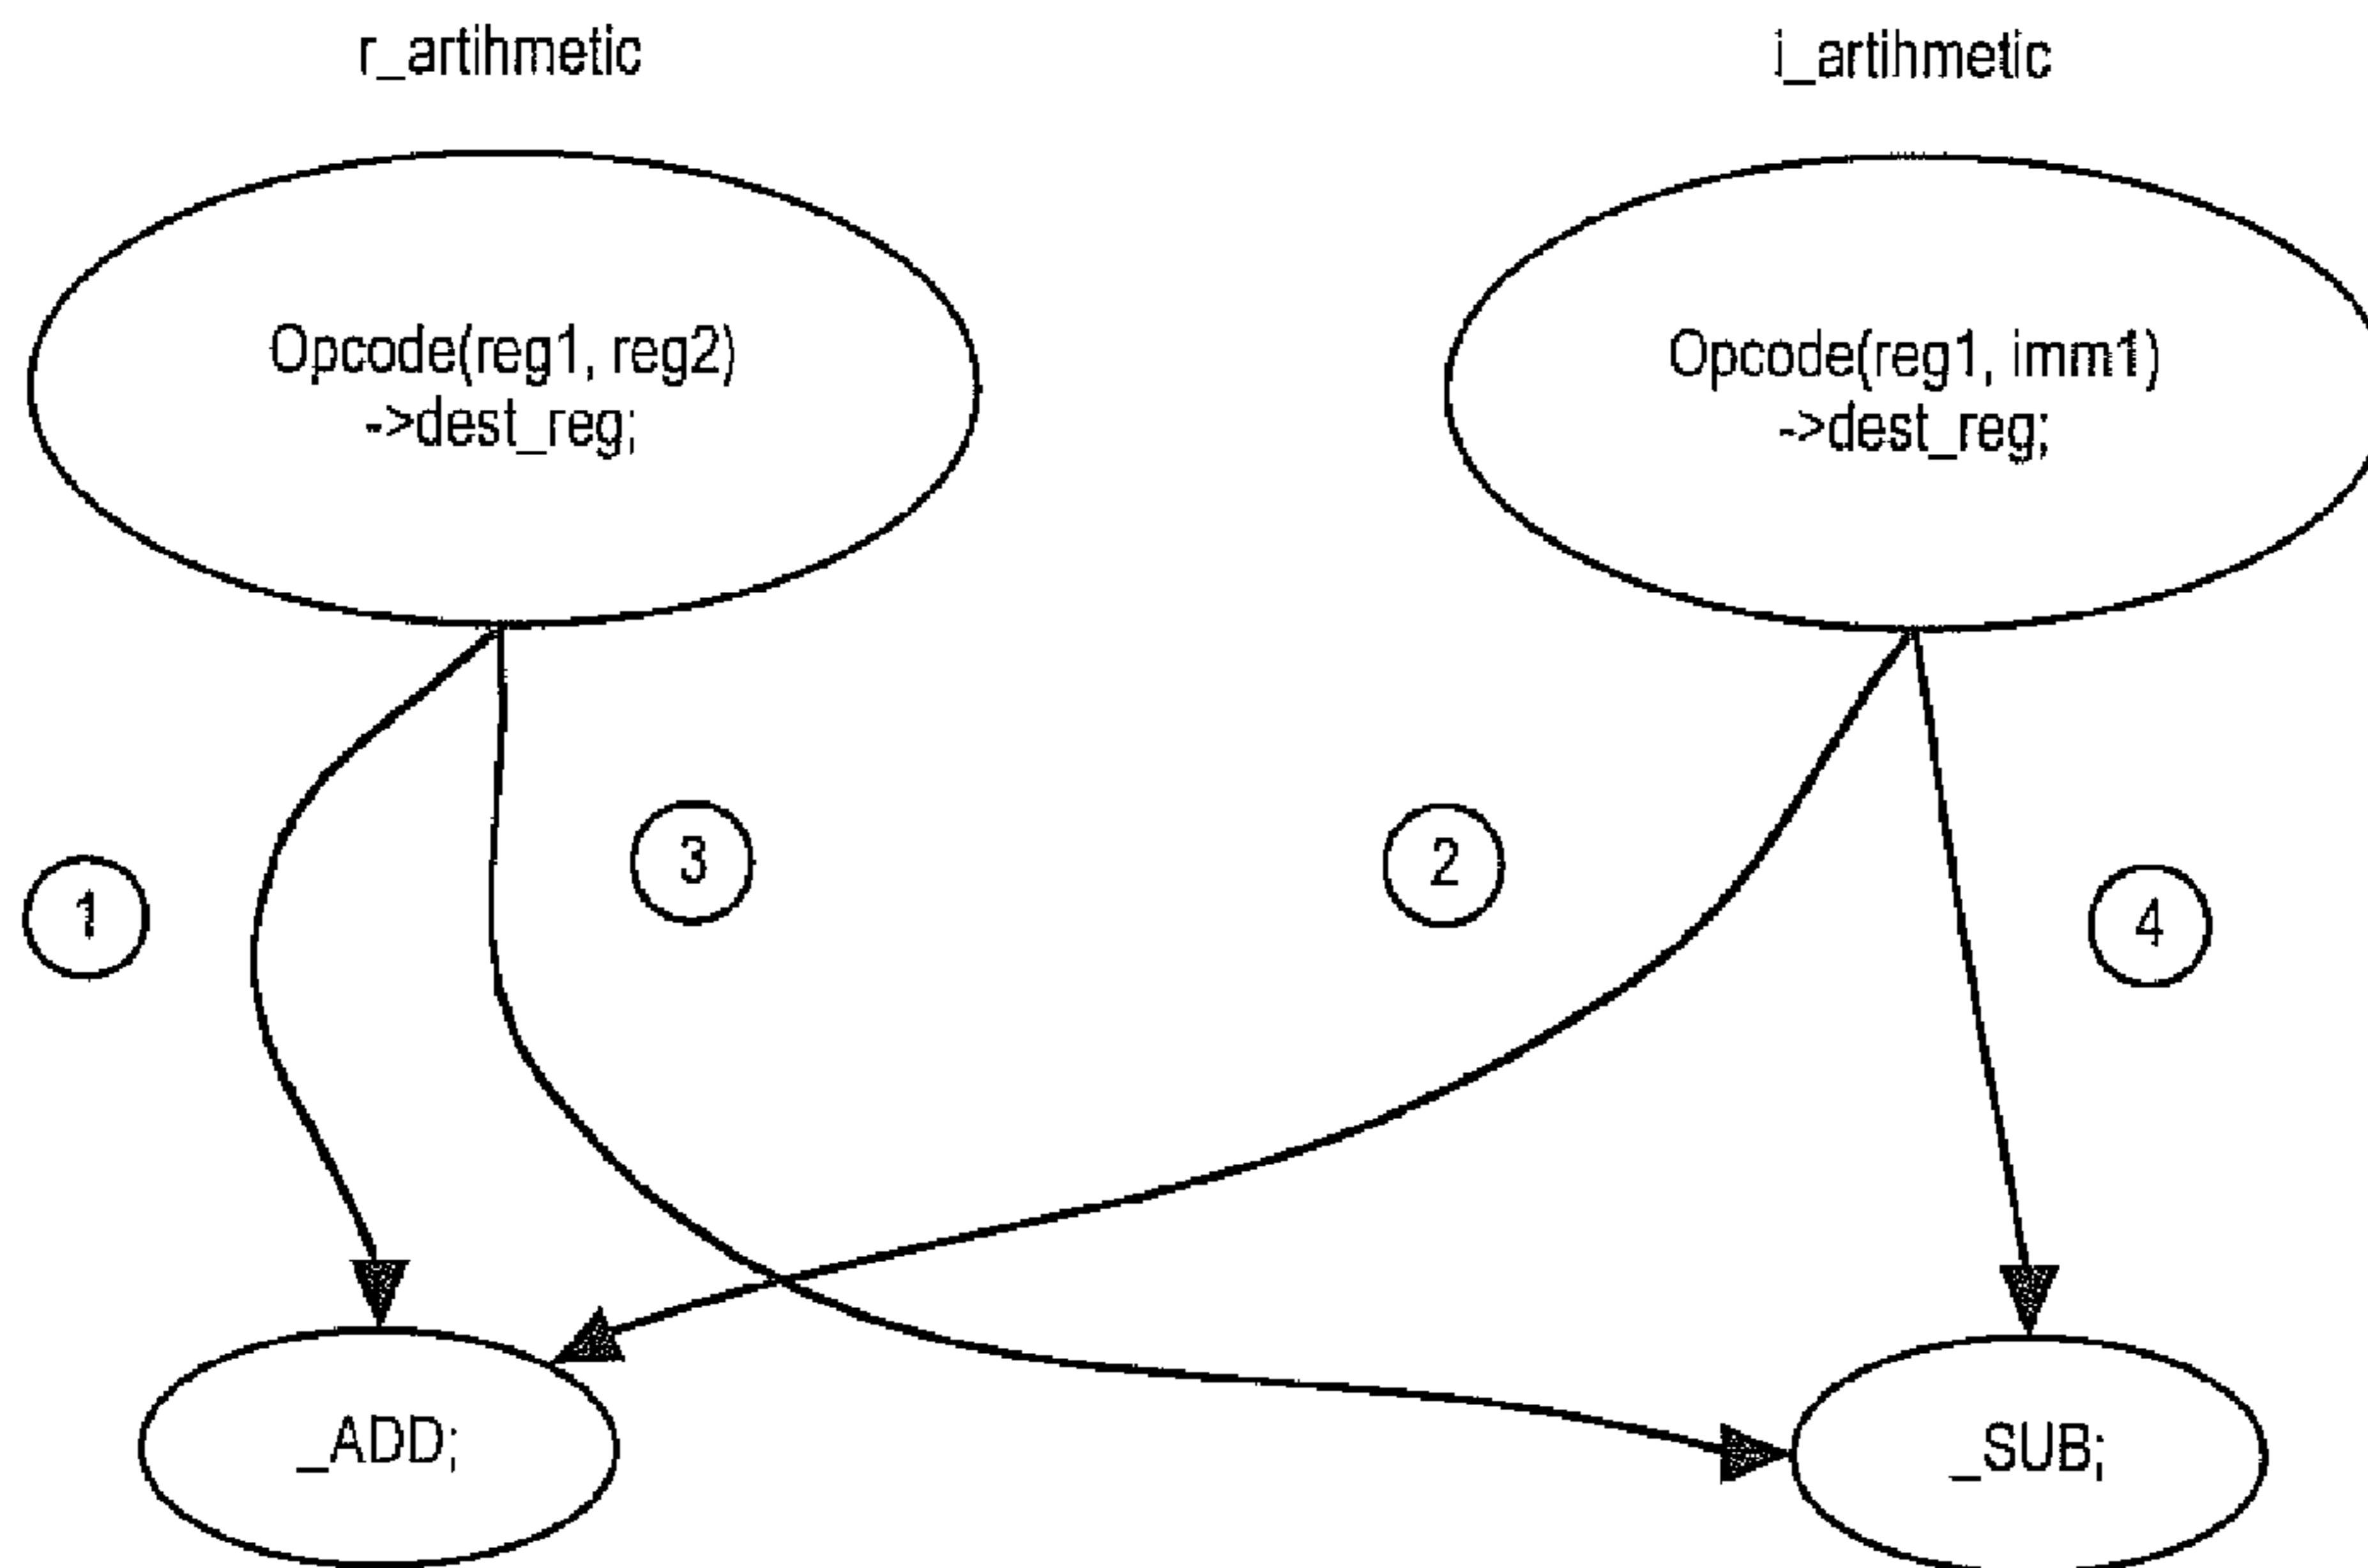 r_artihmetic
i_artihmetic
Opcode(reg1, reg2)
->dest_reg;
Opcode(reg1, imm1)
->dest_reg;
1
3
2
4
_ADD;
_SUB;